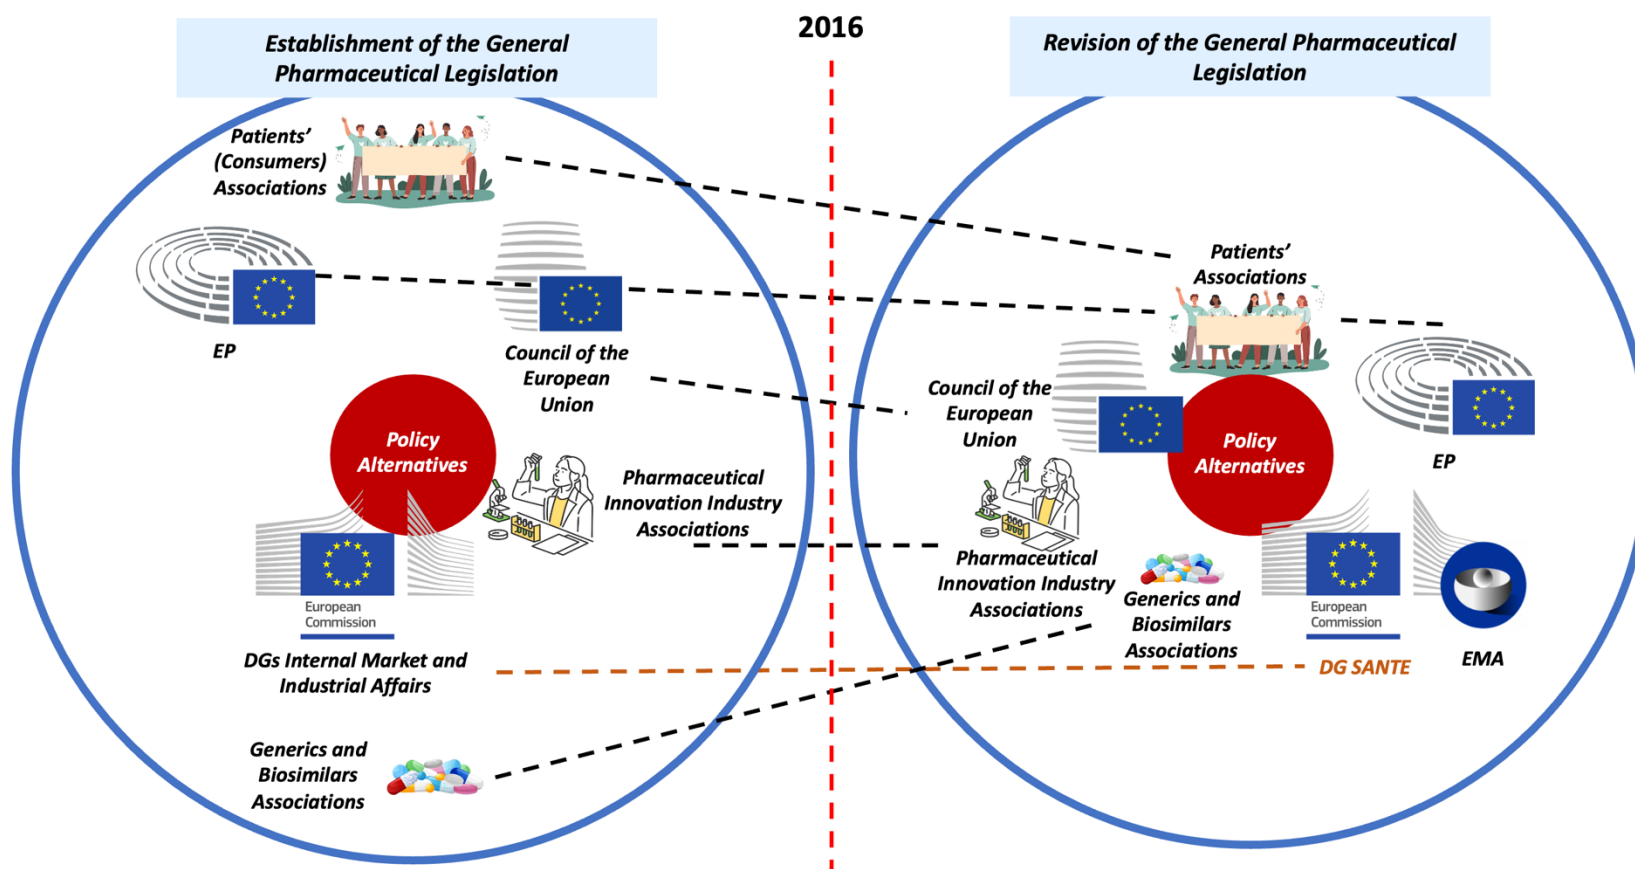 2016
Establishment of the General
Pharmaceutical Legislation
Patients’
(Consumers)
Associations
EP
Council of the
European
Union
Policy
Alternatives
Pharmaceutical
Innovation Industry
Associations
European
Commission
DGs Internal Market and
Industrial Affairs
Generics and
Biosimilars
Associations
Revision of the General Pharmaceutical
Legislation
Patients’
Associations
Council of the
European
Union
Policy
Alternatives
EP
Pharmaceutical
Innovation Industry
Associations
Generics and
Biosimilars
Associations
European
Commission
DG SANTE
EMA